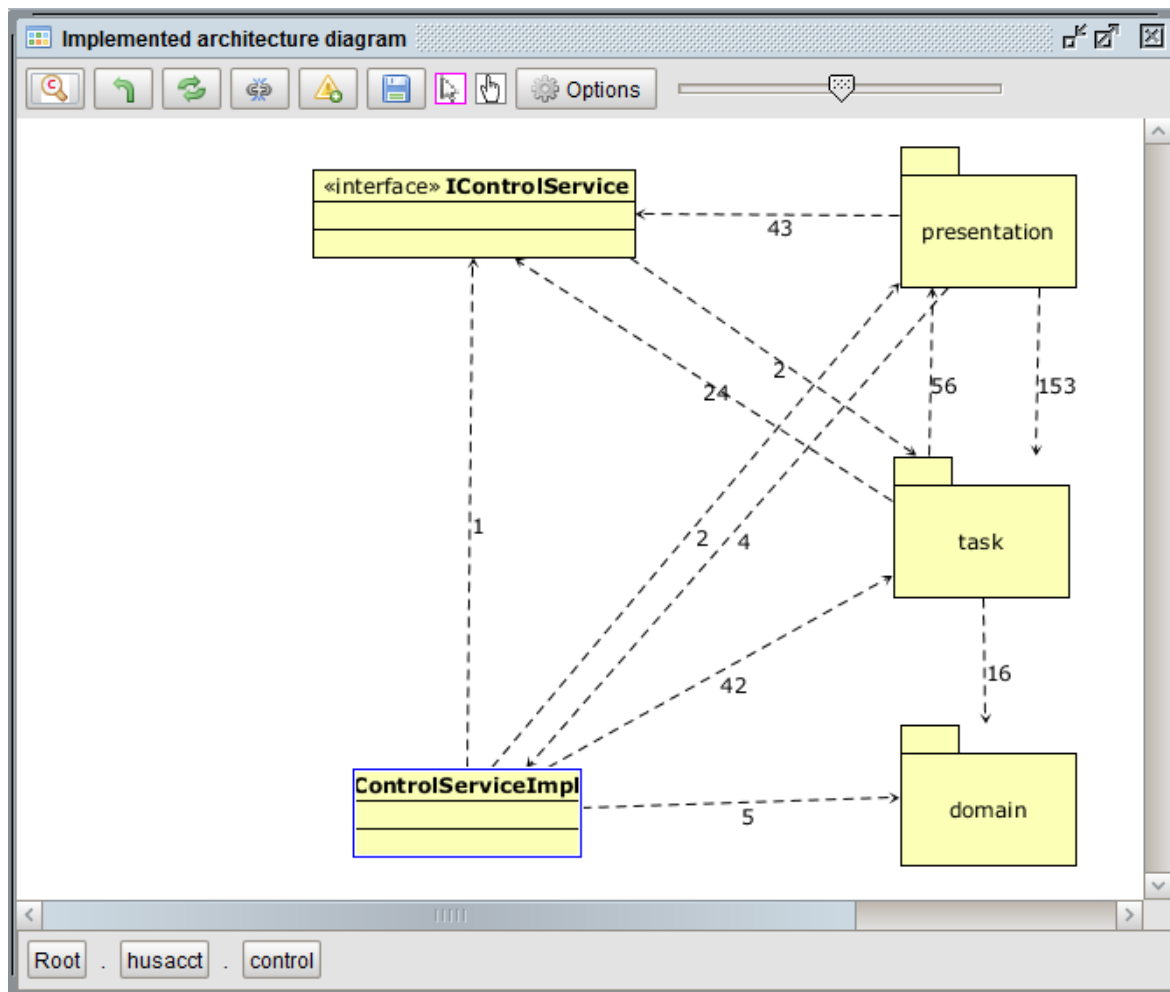 Implemented architecture diagram
Options
«interface» IControlService
presentation
43
2
24
56
153
1
2
4
task
42
16
ControlServiceImpl
5
domain
Root . husacct . control